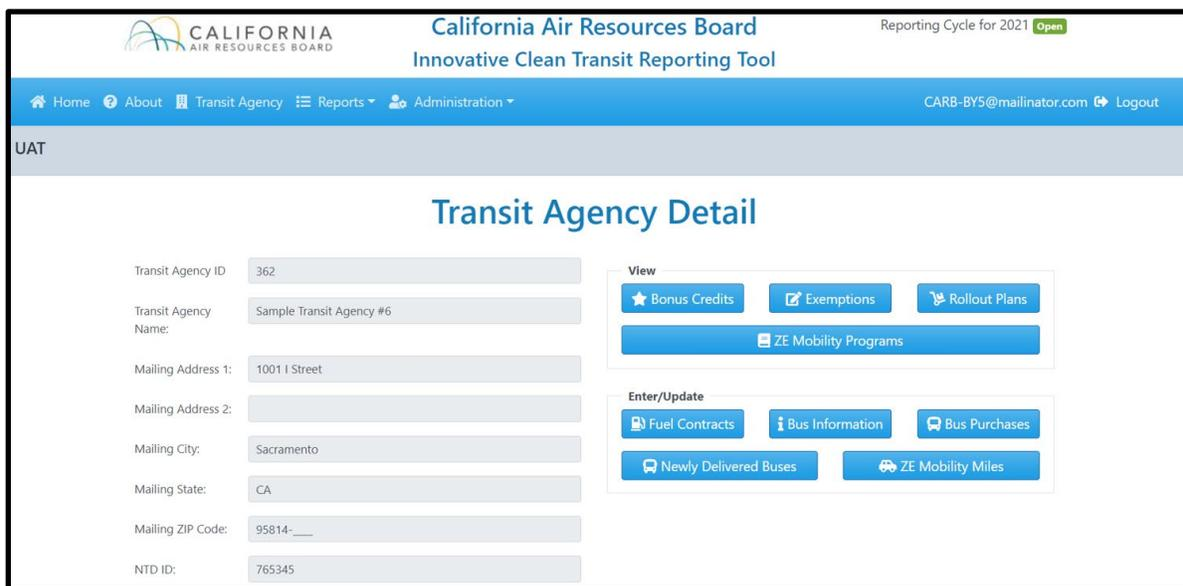 CALIFORNIA
AIR RESOURCES BOARD
California Air Resources Board
Innovative Clean Transit Reporting Tool
Reporting Cycle for 2021 Open
Home About Transit Agency Reports Administration
CARB-BY5@mailinator.com Logout
UAT
Transit Agency Detail
Transit Agency ID 362
Transit Agency
Name:
Sample Transit Agency #6
Mailing Address 1: 1001 I Street
Mailing Address 2:
Mailing City: Sacramento
Mailing State: CA
Mailing ZIP Code: 95814-____
NTD ID: 765345
View
Bonus Credits Exemptions Rollout Plans
ZE Mobility Programs
Enter/Update
Fuel Contracts Bus Information Bus Purchases
Newly Delivered Buses ZE Mobility Miles